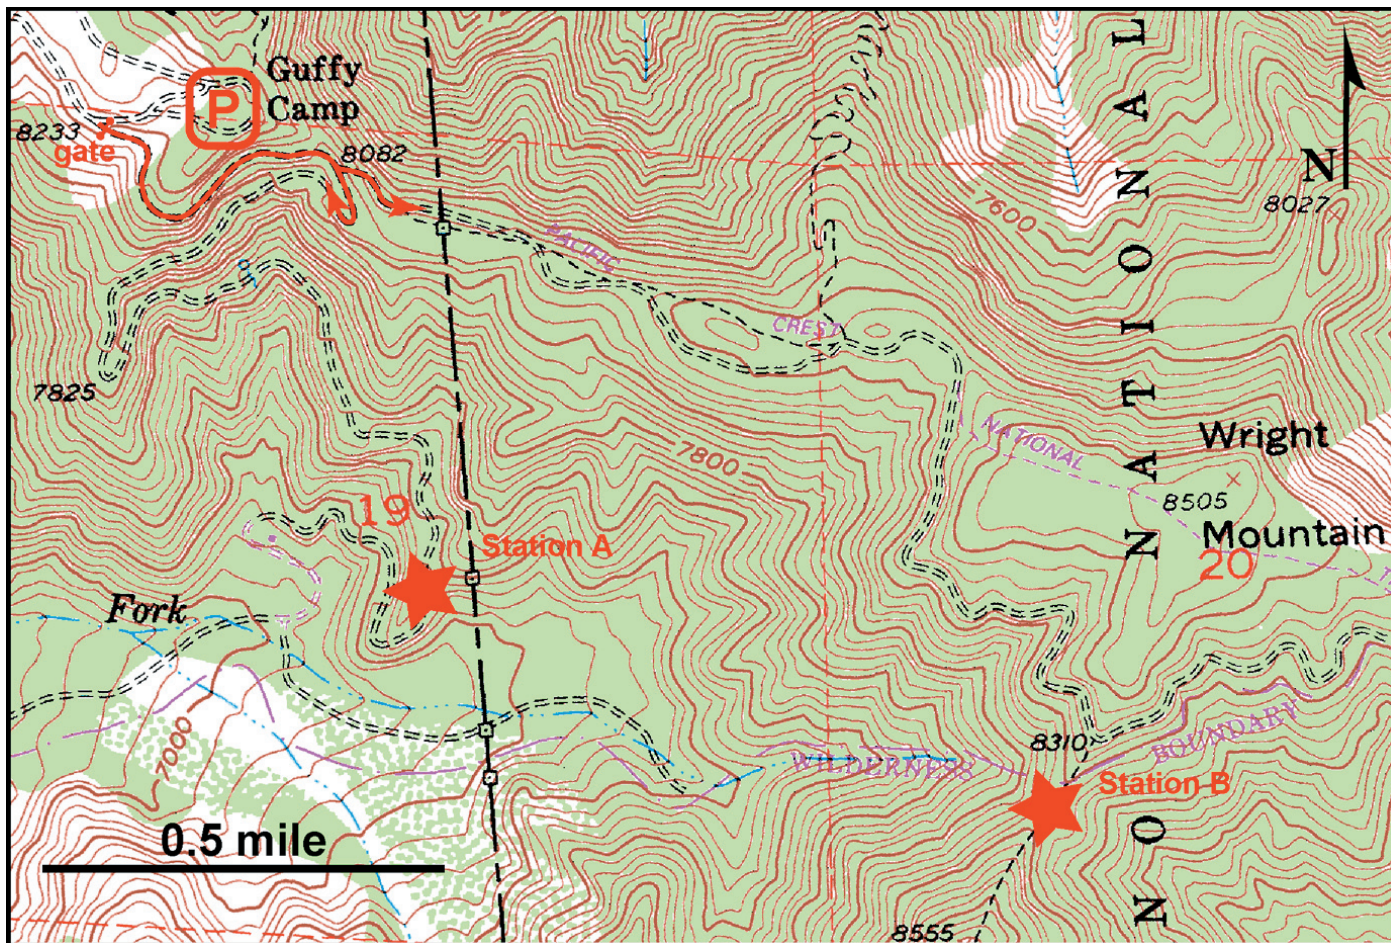 Guffy
Camp
P
8233
gate
8082
N
8027
7600
PACIFIC
CREST
NATIONAL
7825
7800
Wright
8505
Mountain
20
19
Station A
Fork
7000
WILDERNESS
BOUNDARY
8310
Station B
0.5 mile
8555
NATIONAL
N
O